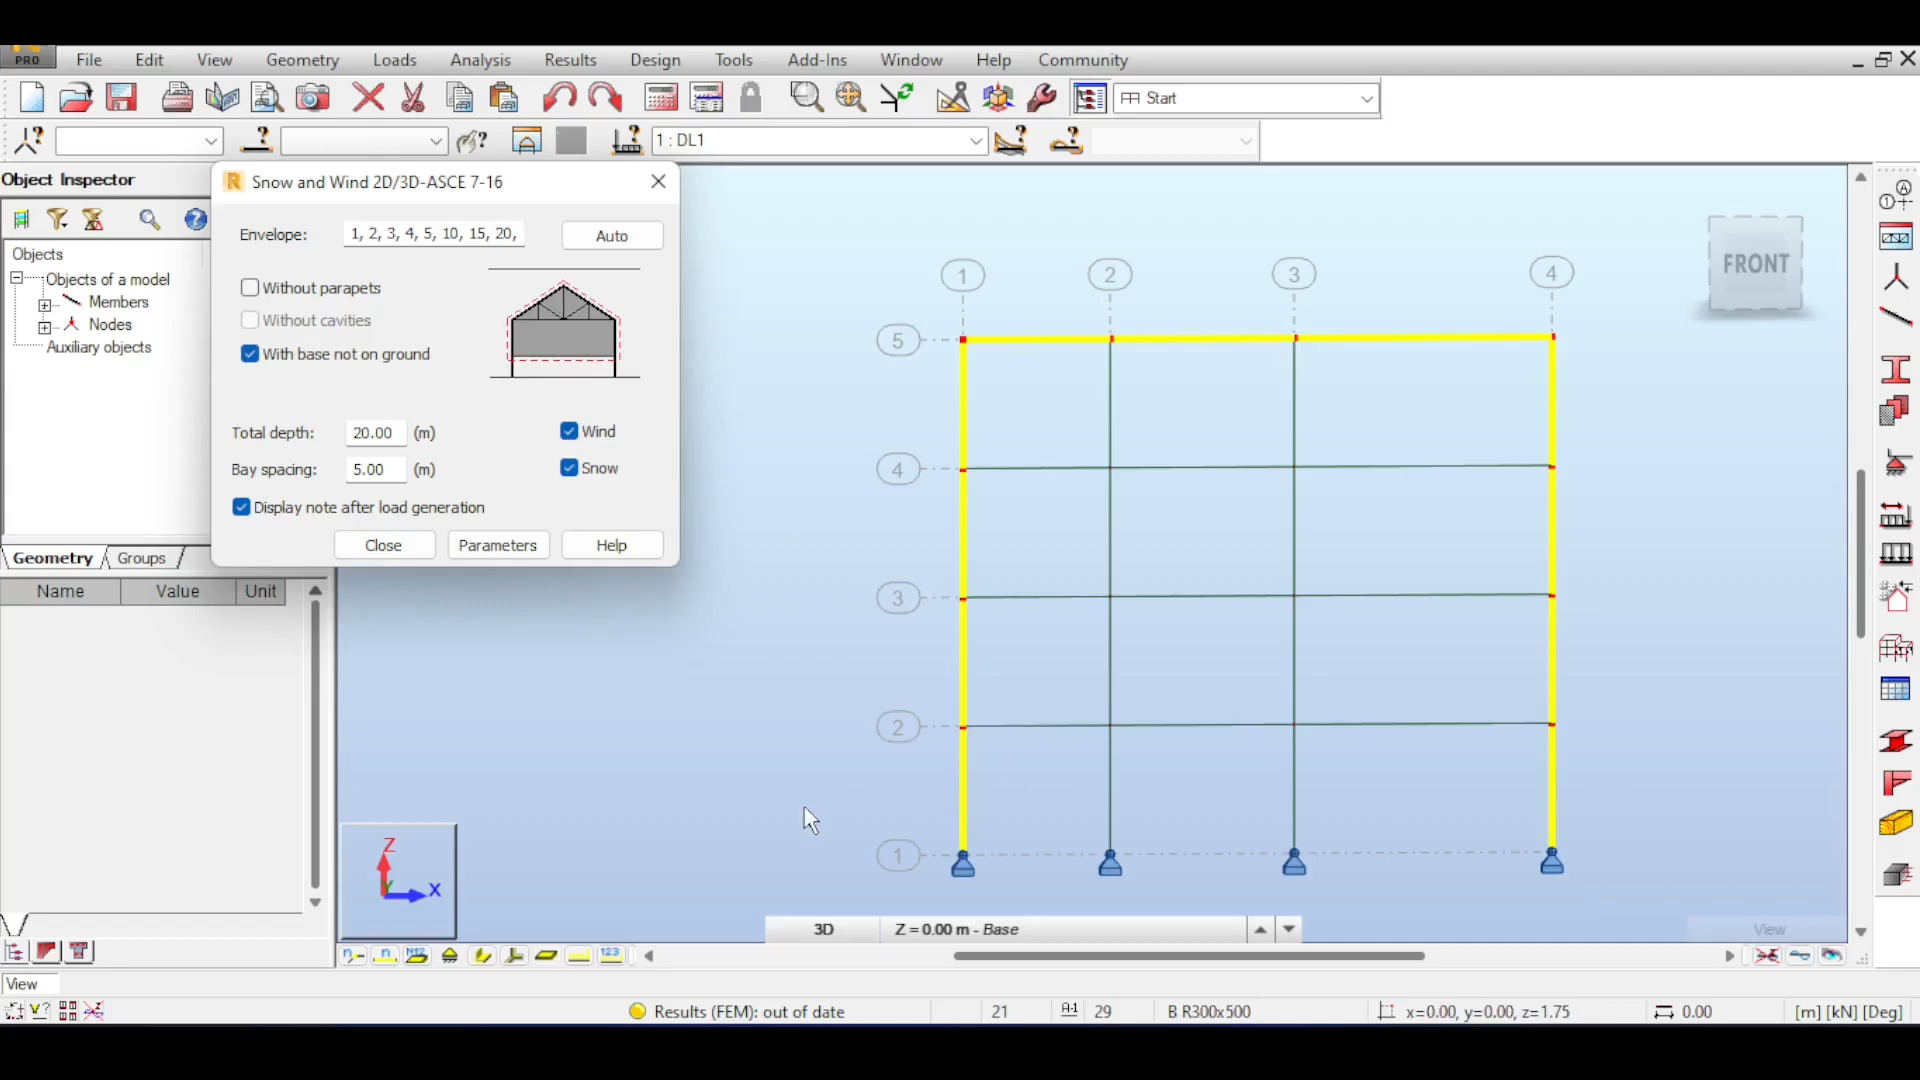 PRO File Edit View Geometry Loads Analysis Results Design Tools Add-Ins Window Help Community
Start
1 : DL1
Object Inspector
Snow and Wind 2D/3D-ASCE 7-16
Envelope: 1, 2, 3, 4, 5, 10, 15, 20, Auto
Without parapets
Without cavities
With base not on ground
Total depth: 20.00 (m) Wind
Bay spacing: 5.00 (m) Snow
Display note after load generation
Close Parameters Help
Objects
Objects of a model
Members
Nodes
Auxiliary objects
Geometry Groups
Name Value Unit
FRONT
1 2 3 4
5
4
3
2
1
Z
Y
X
3D Z = 0.00 m - Base View
View
Results (FEM): out of date 21 29 B R300x500 x=0.00, y=0.00, z=1.75 0.00 [m] [kN] [Deg]